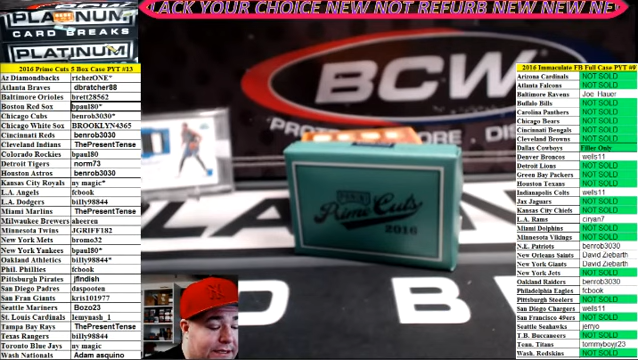 LACK YOUR CHOICE NEW NOT REFURB NEW NEW NE
PLATINUM
CARD BREAKS
PLATINUM
2016 Prime Cuts 5 Box Case PYT #13
Az Diamondbacks richerONE*
Atlanta Braves dbratcher88
Baltimore Orioles brett28562
Boston Red Sox bpaul80*
Chicago Cubs benrob3030*
Chicago White Sox BROOKLYN4365
Cincinnati Reds benrob3030
Cleveland Indians ThePresentTense
Colorado Rockies bpaul80
Detroit Tigers norm73
Houston Astros benrob3030
Kansas City Royals ny magic*
L.A. Angels fcbook
L.A. Dodgers billy98844
Miami Marlins ThePresentTense
Milwaukee Brewers aherreu
Minnesota Twins JGRIFF182
New York Mets bromo32
New York Yankees bpaul80*
Oakland Athletics billy98844*
Phil. Phillies fcbook
Pittsburgh Pirates jfindish
San Diego Padres daspooten
San Fran Giants kris101977
Seattle Mariners Bozo23
St. Louis Cardinals lemynash_1
Tampa Bay Rays ThePresentTense
Texas Rangers billy98844
Toronto Blue Jays ny magic
Wash Nationals Adam asquino
BCW
PANINI
Prime Cuts
2016
2016 Immaculate FB Full Case PYT #9
Arizona Cardinals NOT SOLD
Atlanta Falcons NOT SOLD
Baltimore Ravens Joe Hauer
Buffalo Bills NOT SOLD
Carolina Panthers NOT SOLD
Chicago Bears NOT SOLD
Cincinnati Bengals NOT SOLD
Cleveland Browns NOT SOLD
Dallas Cowboys Filler Only
Denver Broncos wells11
Detroit Lions NOT SOLD
Green Bay Packers NOT SOLD
Houston Texans NOT SOLD
Indianapolis Colts wells11
Jax Jaguars NOT SOLD
Kansas City Chiefs NOT SOLD
L.A. Rams ciryan7
Miami Dolphins NOT SOLD
Minnesota Vikings NOT SOLD
N.E. Patriots benrob3030
New Orleans Saints David Ziebarth
New York Giants David Ziebarth
New York Jets NOT SOLD
Oakland Raiders benrob3030
Philadelphia Eagles fcbook
Pittsburgh Steelers NOT SOLD
San Diego Chargers wells11
San Francisco 49ers NOT SOLD
Seattle Seahawks jerryo
T.B. Buccaneers NOT SOLD
Tenn. Titans tommyboyjr23
Wash. Redskins NOT SOLD